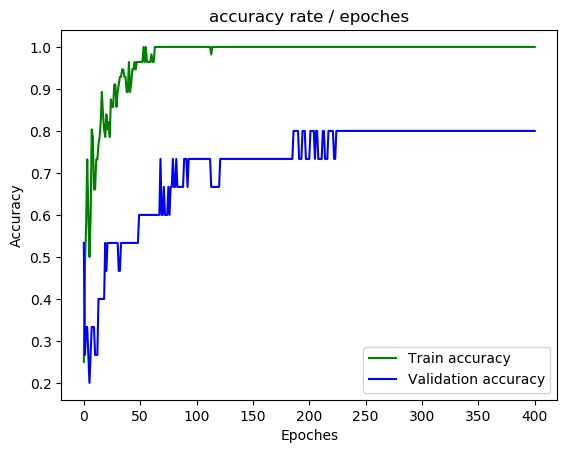 accuracy rate / epoches
1.0
0.9
0.8
0.7
0.6
0.5
0.4
0.3
0.2
Accuracy
0 50 100 150 200 250 300 350 400
Epoches
Train accuracy
Validation accuracy